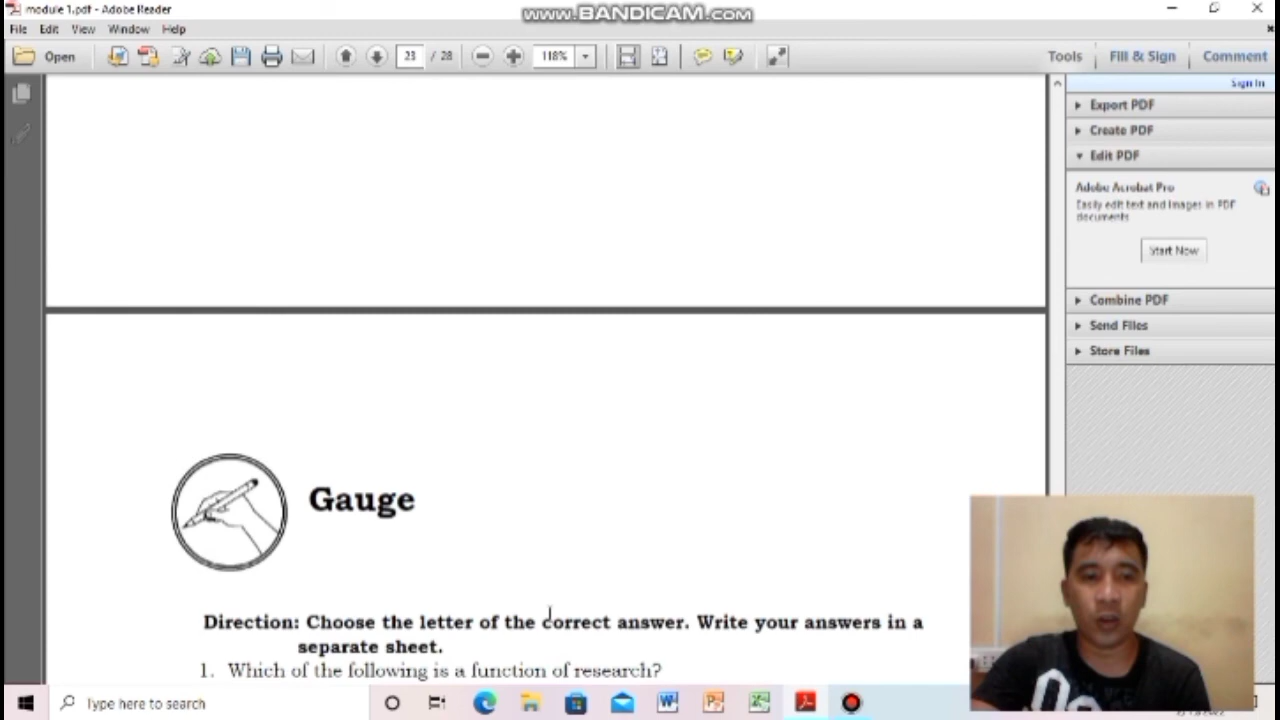 module 1.pdf - Adobe Reader
www.BANDICAM.com
File Edit View Window Help
Open 23 / 28 118% Tools Fill & Sign Comment
Sign In
Export PDF
Create PDF
Edit PDF
Adobe Acrobat Pro
Easily edit text and images in PDF
documents
Start Now
Combine PDF
Send Files
Store Files
Gauge
Direction: Choose the letter of the correct answer. Write your answers in a
separate sheet.
1. Which of the following is a function of research?
Type here to search